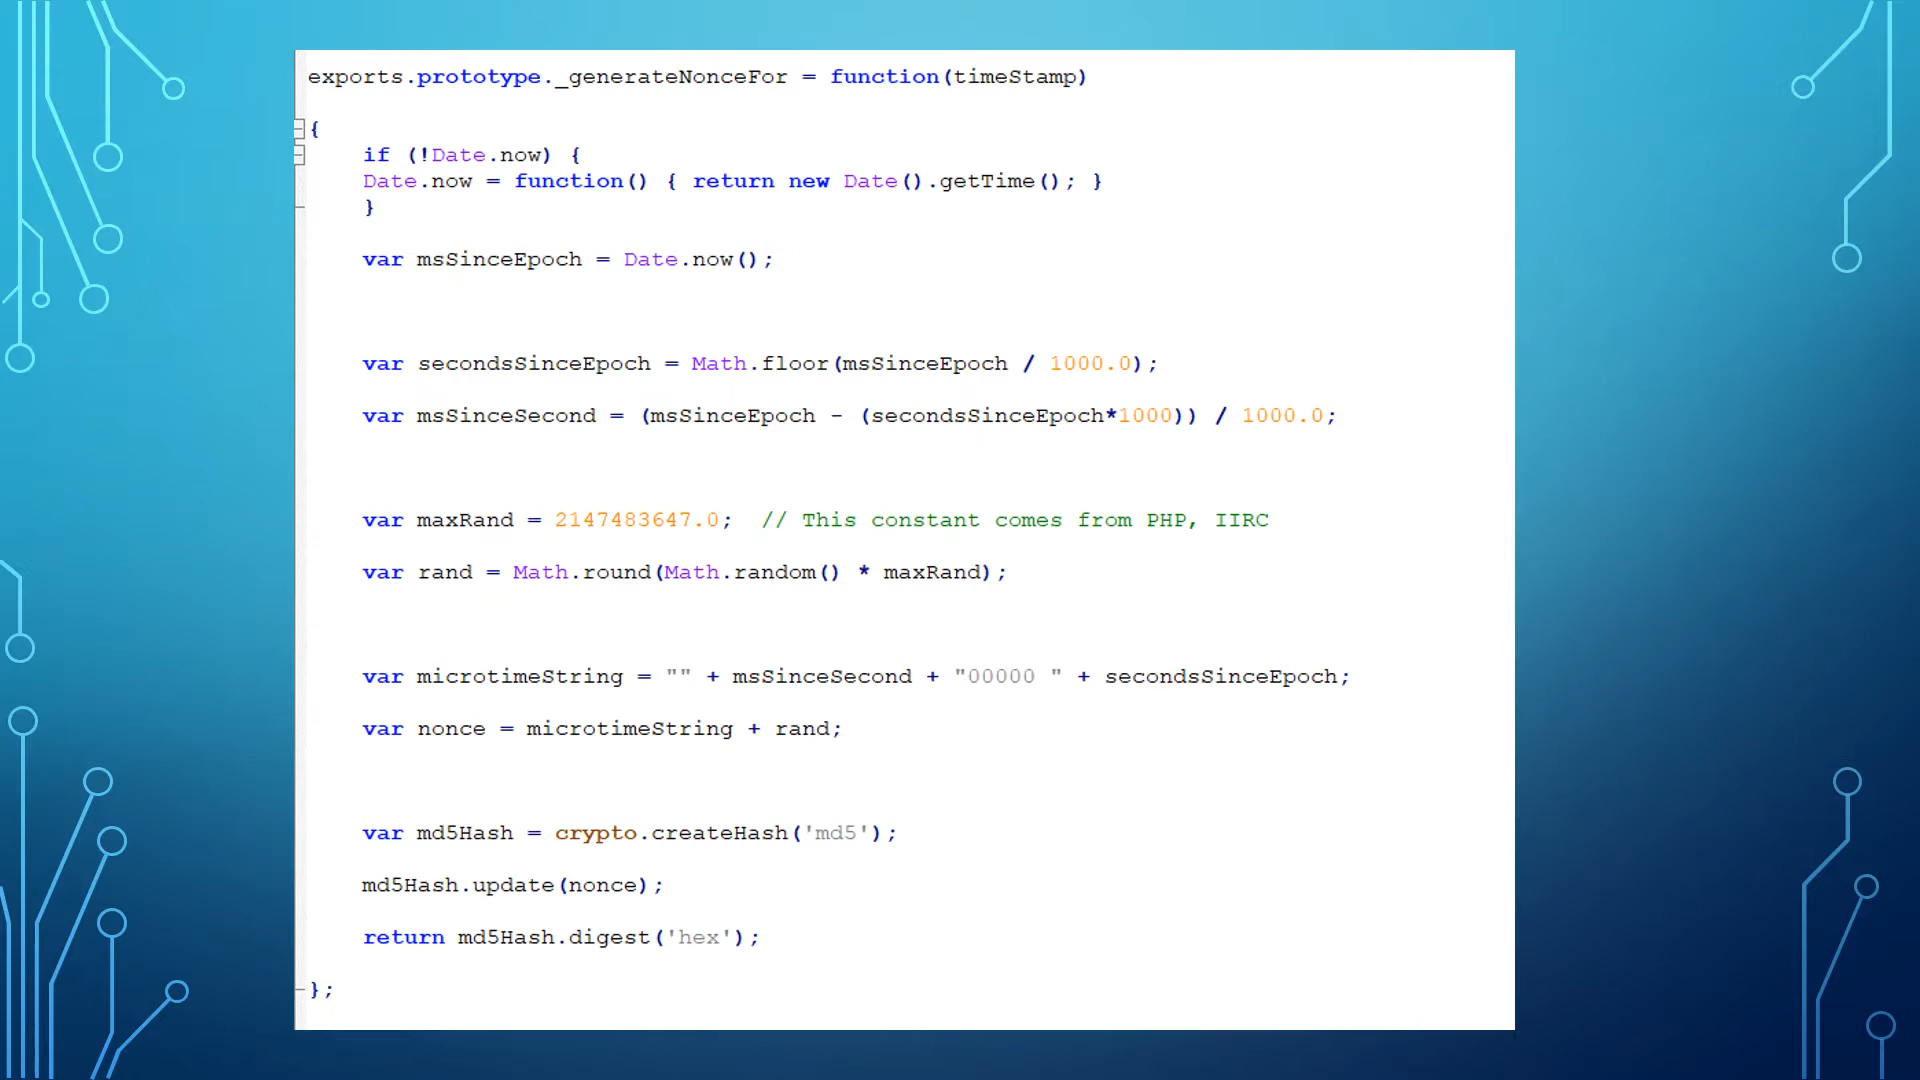 exports.prototype._generateNonceFor = function(timeStamp)
{
if (!Date.now) {
Date.now = function() { return new Date().getTime(); }
}
var msSinceEpoch = Date.now();
var secondsSinceEpoch = Math.floor(msSinceEpoch / 1000.0);
var msSinceSecond = (msSinceEpoch - (secondsSinceEpoch*1000)) / 1000.0;
var maxRand = 2147483647.0;  // This constant comes from PHP, IIRC
var rand = Math.round(Math.random() * maxRand);
var microtimeString = "" + msSinceSecond + "00000 " + secondsSinceEpoch;
var nonce = microtimeString + rand;
var md5Hash = crypto.createHash('md5');
md5Hash.update(nonce);
return md5Hash.digest('hex');
};